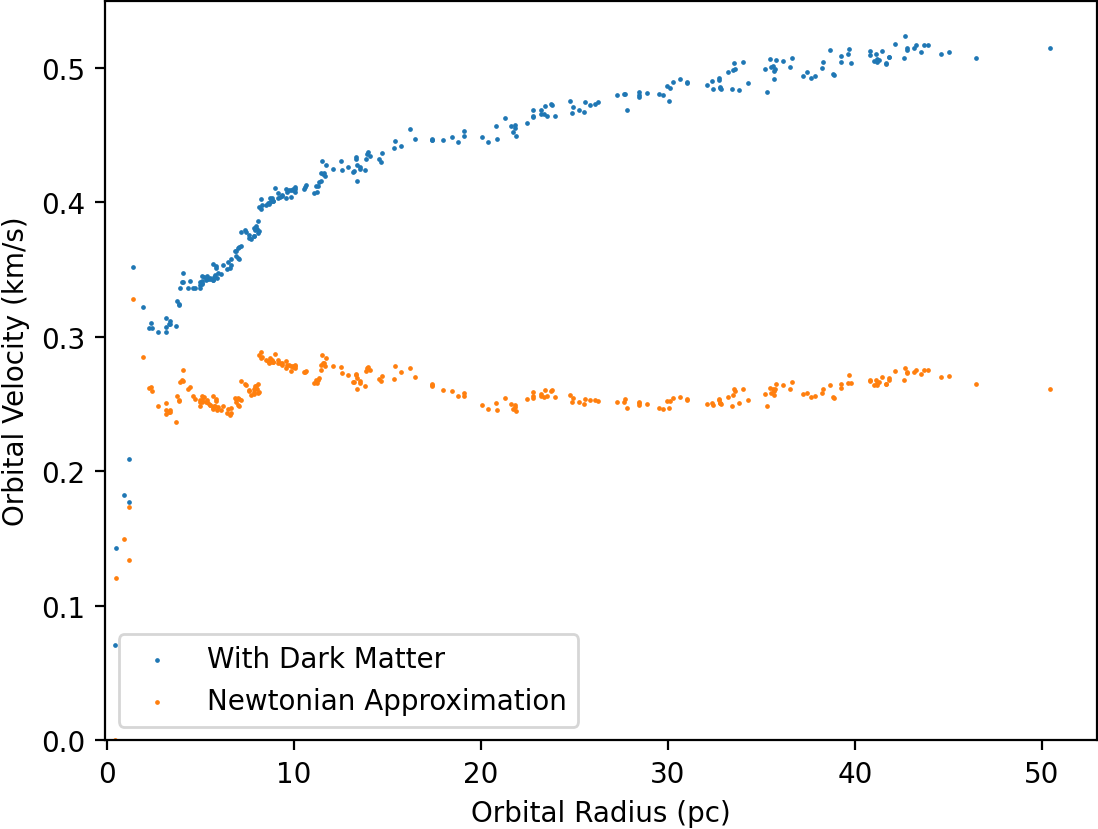 0.5
0.4
0.3
0.2
0.1
0.0
Orbital Velocity (km/s)
With Dark Matter
Newtonian Approximation
0 10 20 30 40 50
Orbital Radius (pc)